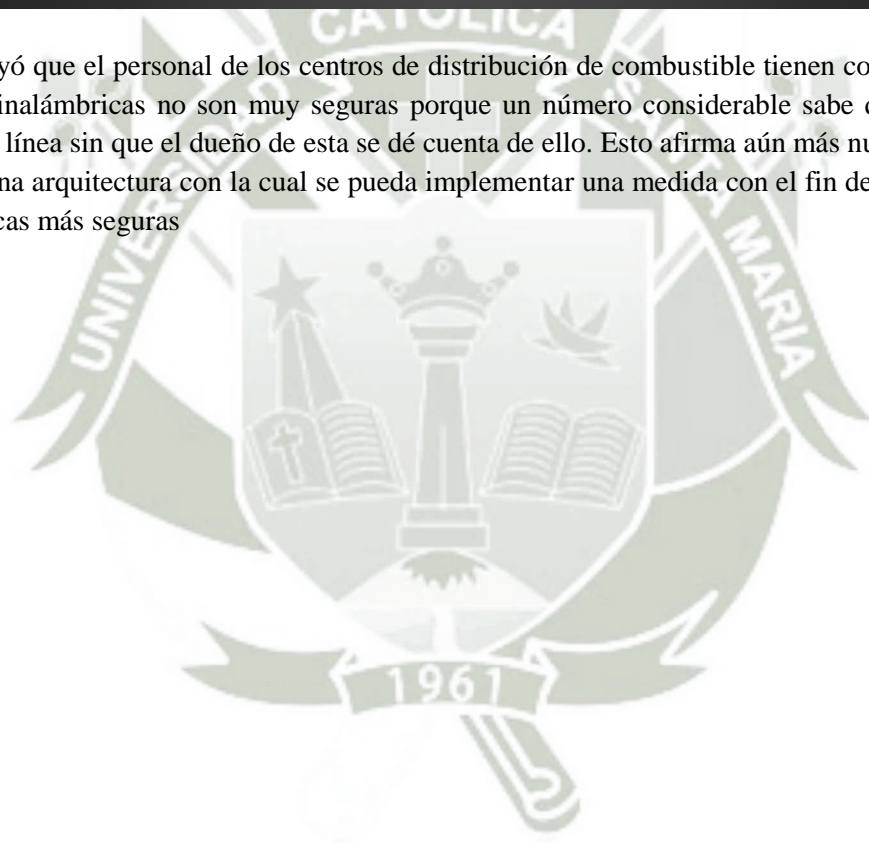 yó que el personal de los centros de distribución de combustible tienen co
inalámbricas no son muy seguras porque un número considerable sabe
línea sin que el dueño de esta se dé cuenta de ello. Esto afirma aún más nu
na arquitectura con la cual se pueda implementar una medida con el fin de
cas más seguras
CATOLICA
UNIVERSIDAD
SANTA MARIA
1961